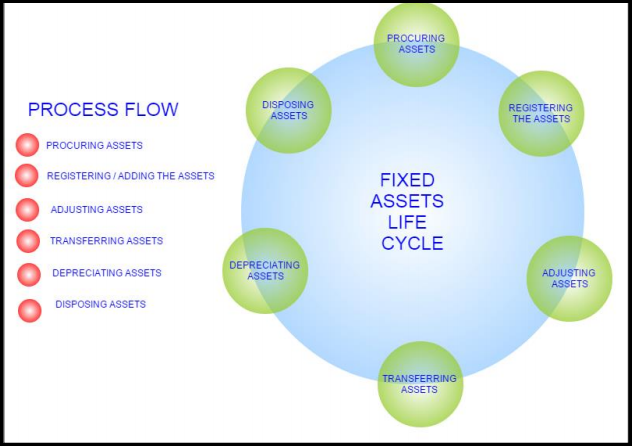 PROCESS FLOW
PROCURING ASSETS
REGISTERING / ADDING THE ASSETS
ADJUSTING ASSETS
TRANSFERRING ASSETS
DEPRECIATING ASSETS
DISPOSING ASSETS
PROCURING
ASSETS
REGISTERING
THE ASSETS
ADJUSTING
ASSETS
TRANSFERRING
ASSETS
DEPRECIATING
ASSETS
DISPOSING
ASSETS
FIXED
ASSETS
LIFE
CYCLE